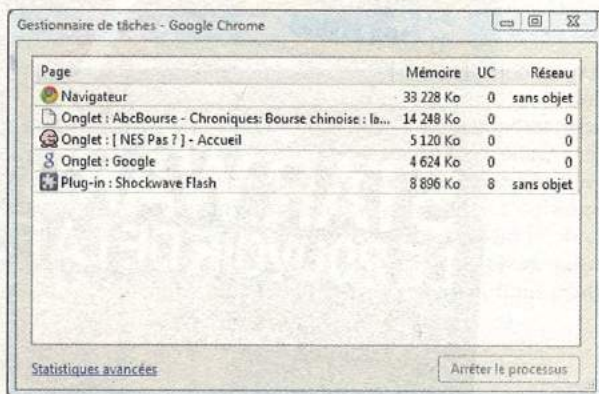 Gestionnaire de tâches - Google Chrome
Page Mémoire UC Réseau
Navigateur 33 228 Ko 0 sans objet
Onglet : AbcBourse - Chroniques: Bourse chinoise : la... 14 248 Ko 0 0
Onglet : [ NES Pas ? ] - Accueil 5 120 Ko 0 0
Onglet : Google 4 624 Ko 0 0
Plug-in : Shockwave Flash 8 896 Ko 8 sans objet
Statistiques avancées Arrêter le processus